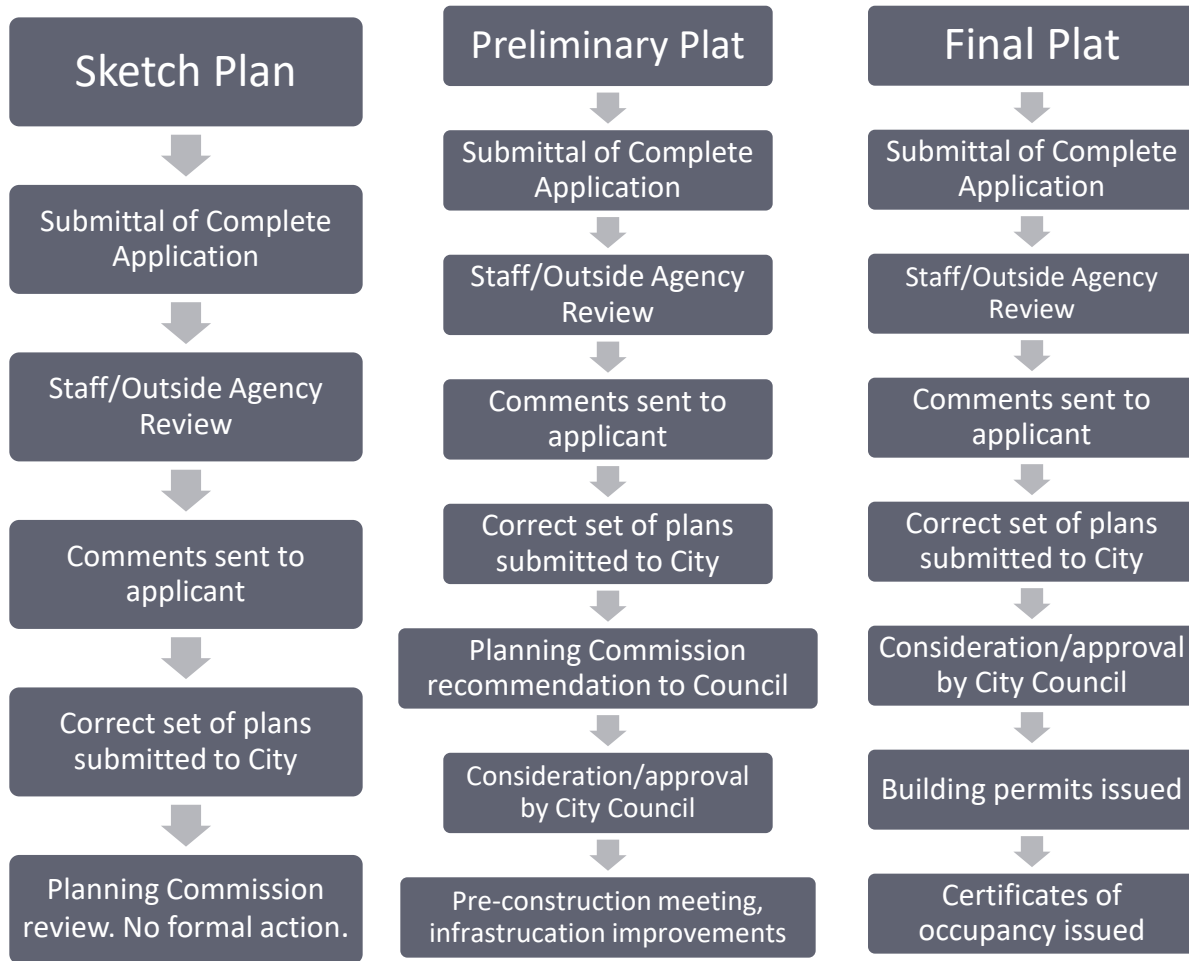 Sketch Plan
Submittal of Complete
Application
Staff/Outside Agency
Review
Comments sent to
applicant
Correct set of plans
submitted to City
Planning Commission
review. No formal action.
Preliminary Plat
Submittal of Complete
Application
Staff/Outside Agency
Review
Comments sent to
applicant
Correct set of plans
submitted to City
Planning Commission
recommendation to Council
Consideration/approval
by City Council
Pre-construction meeting,
infrastrucation improvements
Final Plat
Submittal of Complete
Application
Staff/Outside Agency
Review
Comments sent to
applicant
Correct set of plans
submitted to City
Consideration/approval
by City Council
Building permits issued
Certificates of
occupancy issued